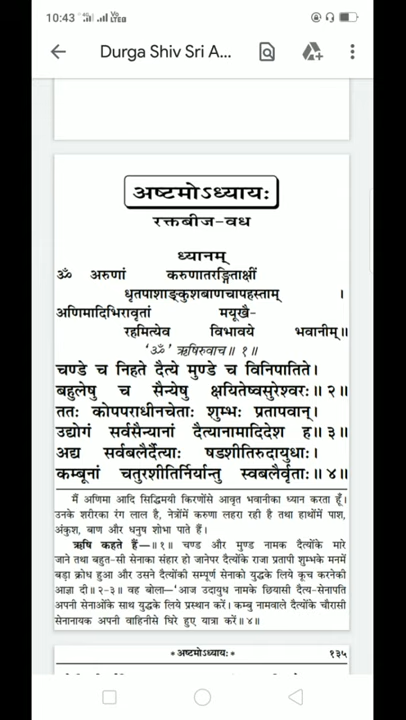 10:43
Durga Shiv Sri A...
अष्टमोऽध्यायः
रक्तबीज-वध
ध्यानम्
ॐ अरुणां करुणातरङ्गिताक्षीं
धृतपाशाङ्कुशबाणचापहस्ताम् ।
अणिमादिभिरावृतां मयूखै-
रहमित्येव विभावये भवानीम्॥
'ॐ' ऋषिरुवाच॥ १॥
चण्डे च निहते दैत्ये मुण्डे च विनिपातिते।
बहुलेषु च सैन्येषु क्षयितेष्वसुरेश्वरः॥ २॥
ततः कोपपराधीनचेताः शुम्भः प्रतापवान्।
उद्योगं सर्वसैन्यानां दैत्यानामादिदेश ह॥ ३॥
अद्य सर्वबलैर्दैत्याः षडशीतिरुदायुधाः।
कम्बूनां चतुरशीतिर्निर्यान्तु स्वबलैर्वृताः॥ ४॥
मैं अणिमा आदि सिद्धिमयी किरणोंसे आवृत भवानीका ध्यान करता हूँ।
उनके शरीरका रंग लाल है, नेत्रोंमें करुणा लहरा रही है तथा हाथोंमें पाश,
अंकुश, बाण और धनुष शोभा पाते हैं।
ऋषि कहते हैं—॥ १॥ चण्ड और मुण्ड नामक दैत्योंके मारे
जाने तथा बहुत-सी सेनाका संहार हो जानेपर दैत्योंके राजा प्रतापी शुम्भके मनमें
बड़ा क्रोध हुआ और उसने दैत्योंकी सम्पूर्ण सेनाको युद्धके लिये कूच करनेकी
आज्ञा दी॥ २-३॥ वह बोला—'आज उदायुध नामके छियासी दैत्य-सेनापति
अपनी सेनाओंके साथ युद्धके लिये प्रस्थान करें। कम्बु नामवाले दैत्योंके चौरासी
सेनानायक अपनी वाहिनीसे घिरे हुए यात्रा करें॥ ४॥
* अष्टमोऽध्यायः * १३५